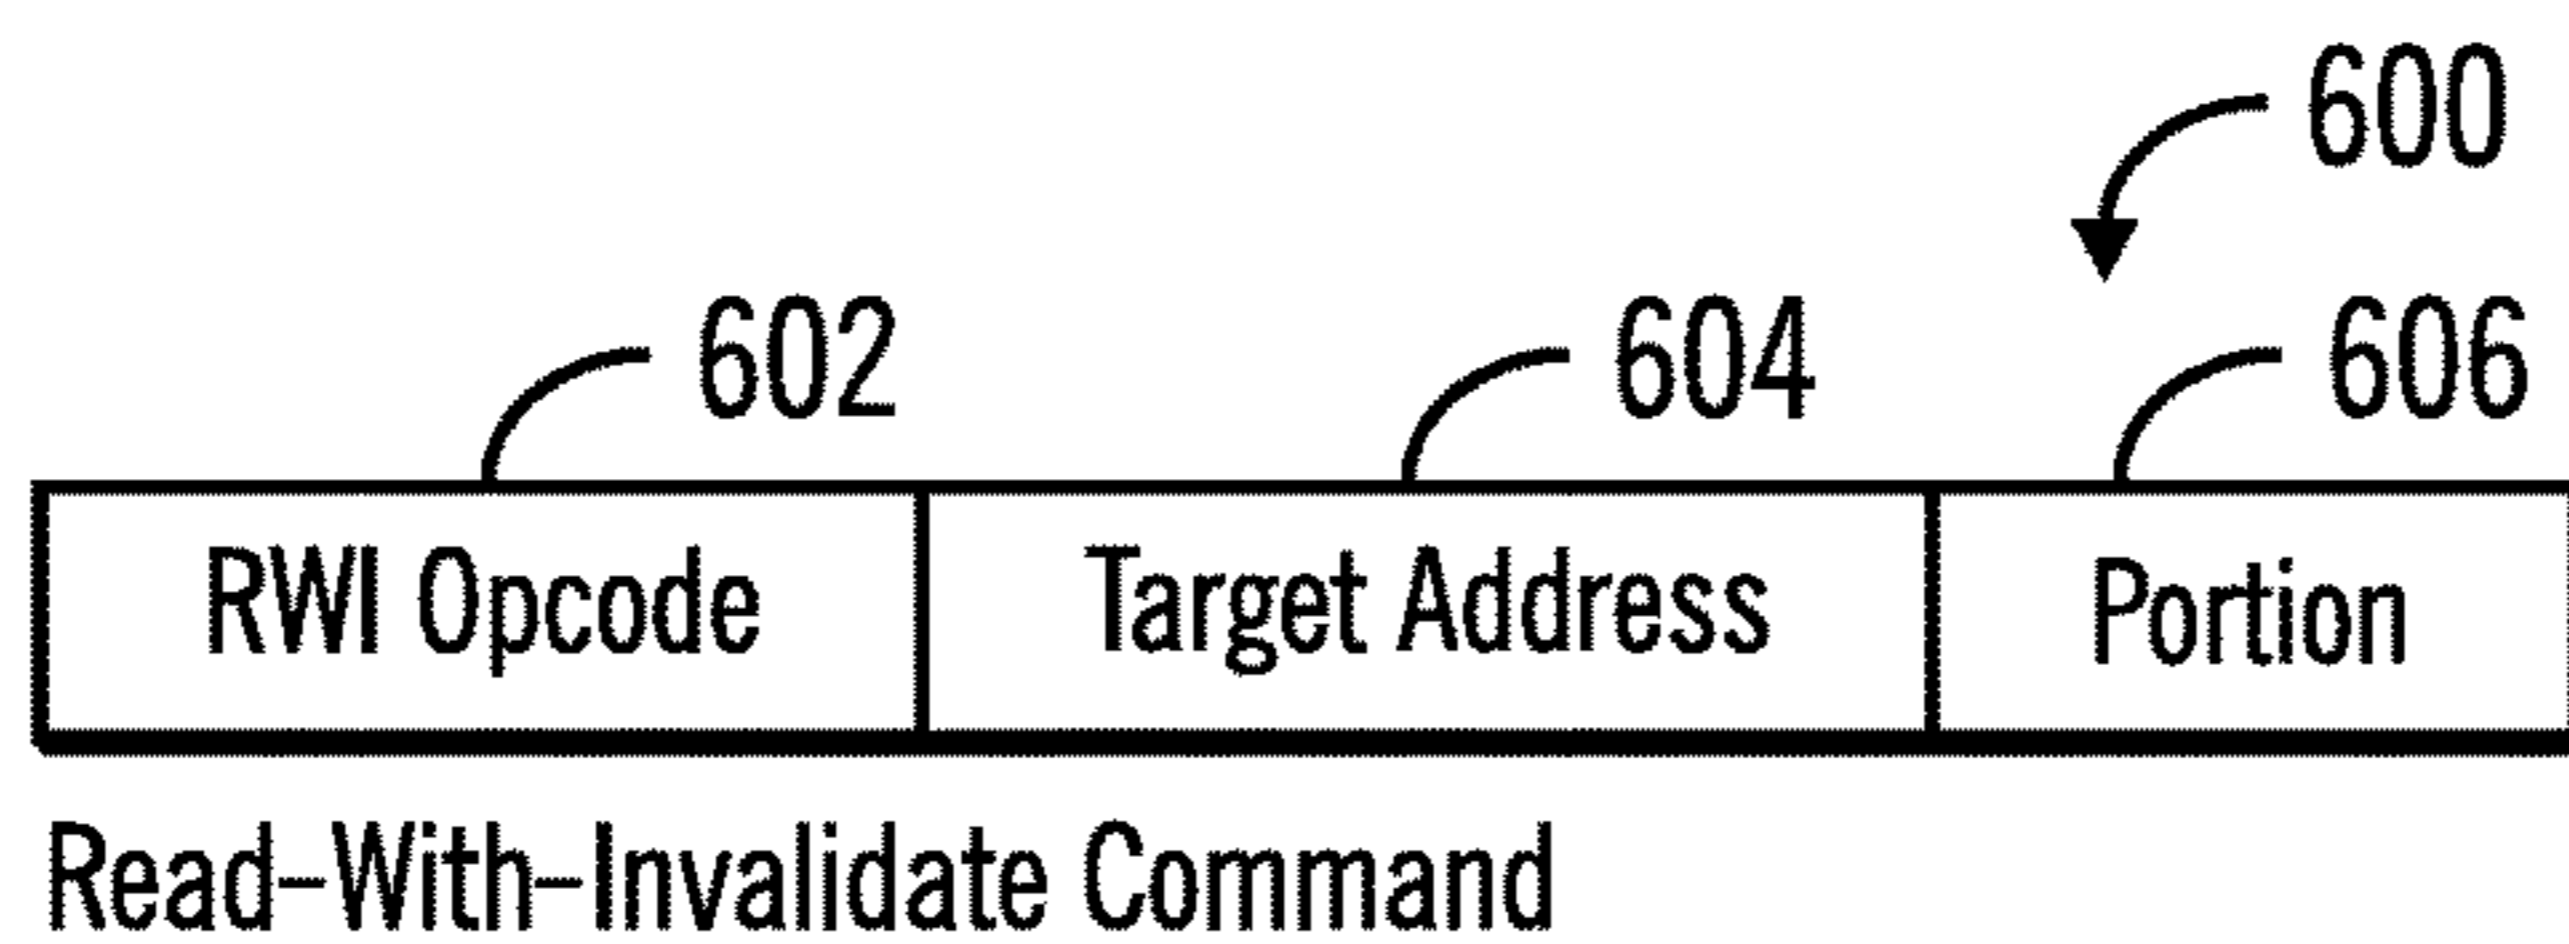 600
602 604 606
RWI Opcode Target Address Portion
Read-With-Invalidate Command